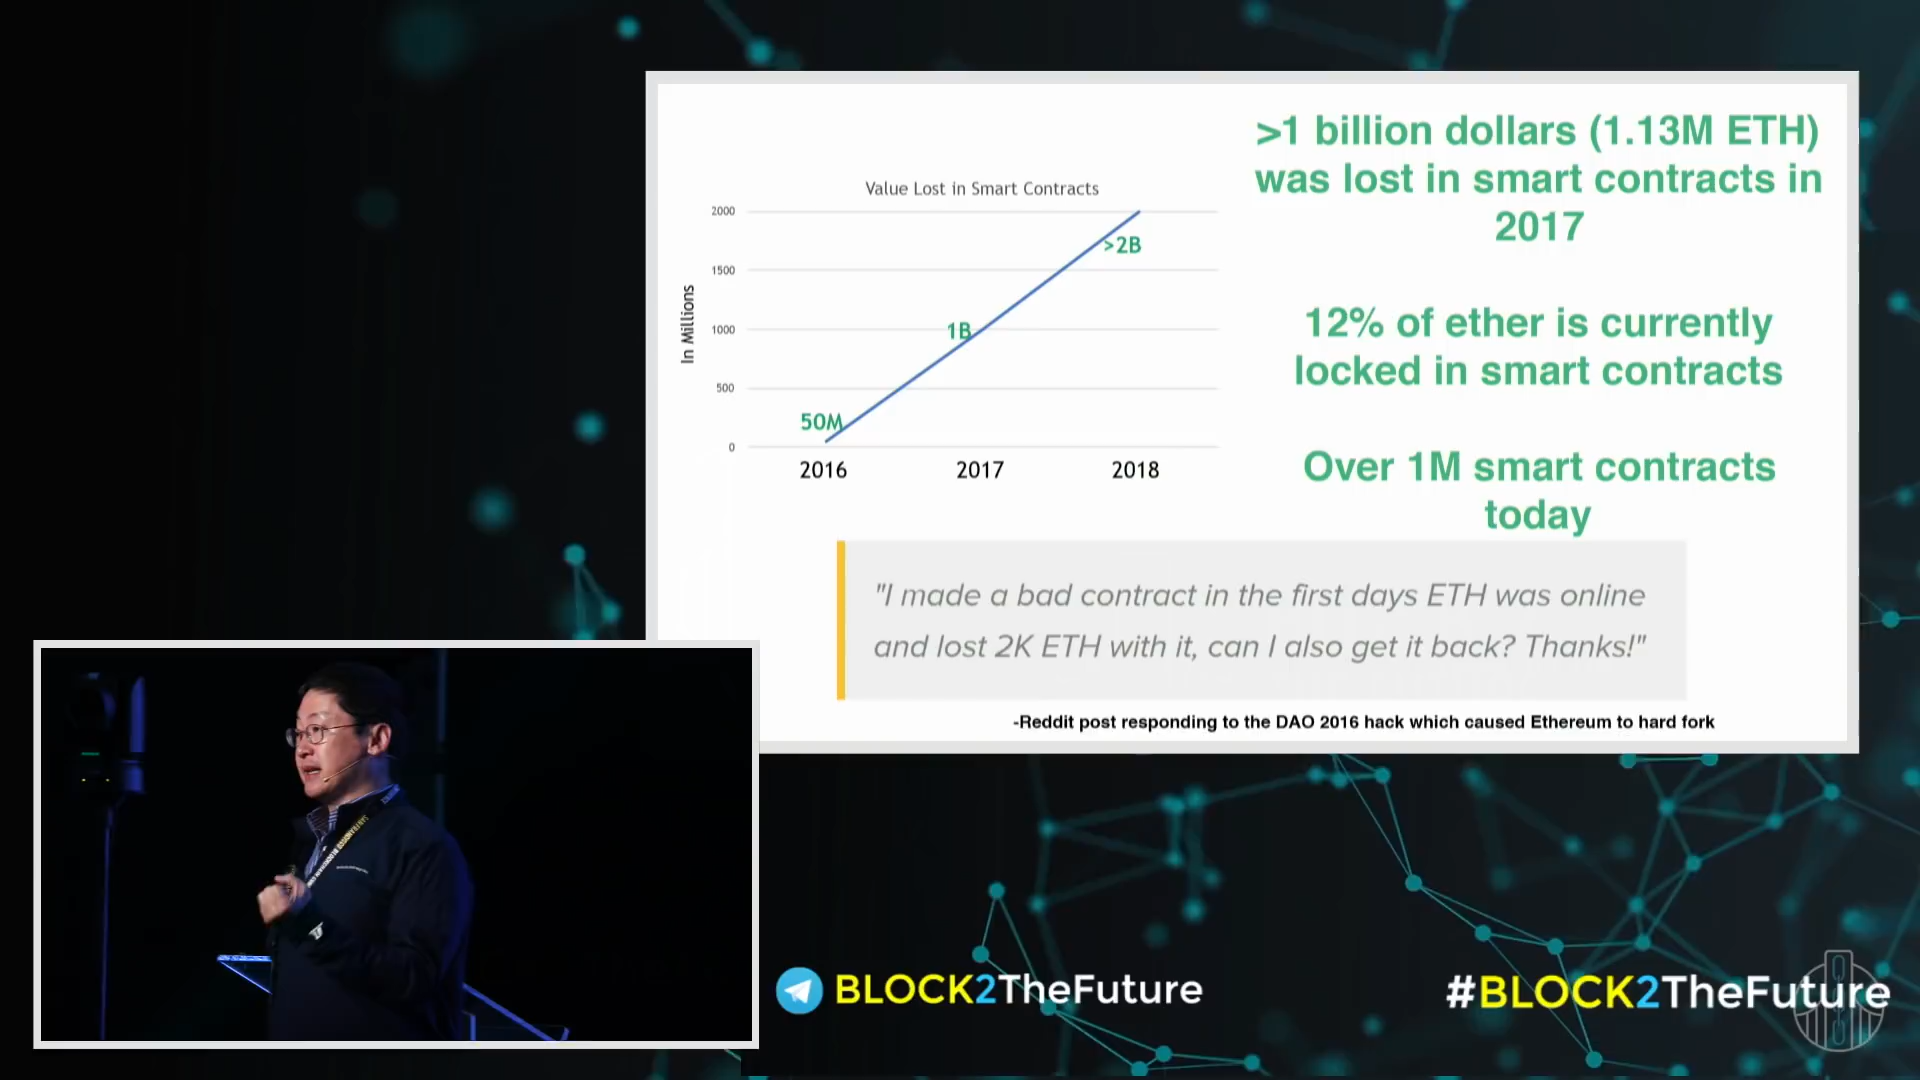 >1 billion dollars (1.13M ETH)
was lost in smart contracts in
2017
12% of ether is currently
locked in smart contracts
Over 1M smart contracts
today
Value Lost in Smart Contracts
In Millions
2000
1500
1000
500
0
50M
1B
>2B
2016
2017
2018
"I made a bad contract in the first days ETH was online
and lost 2K ETH with it, can I also get it back? Thanks!"
-Reddit post responding to the DAO 2016 hack which caused Ethereum to hard fork
BLOCK2TheFuture
#BLOCK2TheFuture